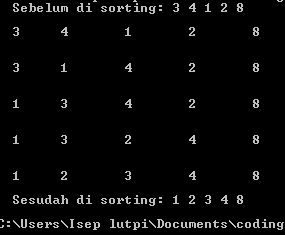 Sebelum di sorting: 3 4 1 2 8
3 4 1 2 8
3 1 4 2 8
1 3 4 2 8
1 3 2 4 8
1 2 3 4 8
Sesudah di sorting: 1 2 3 4 8
C:\Users\Isep lutpi\Documents\coding